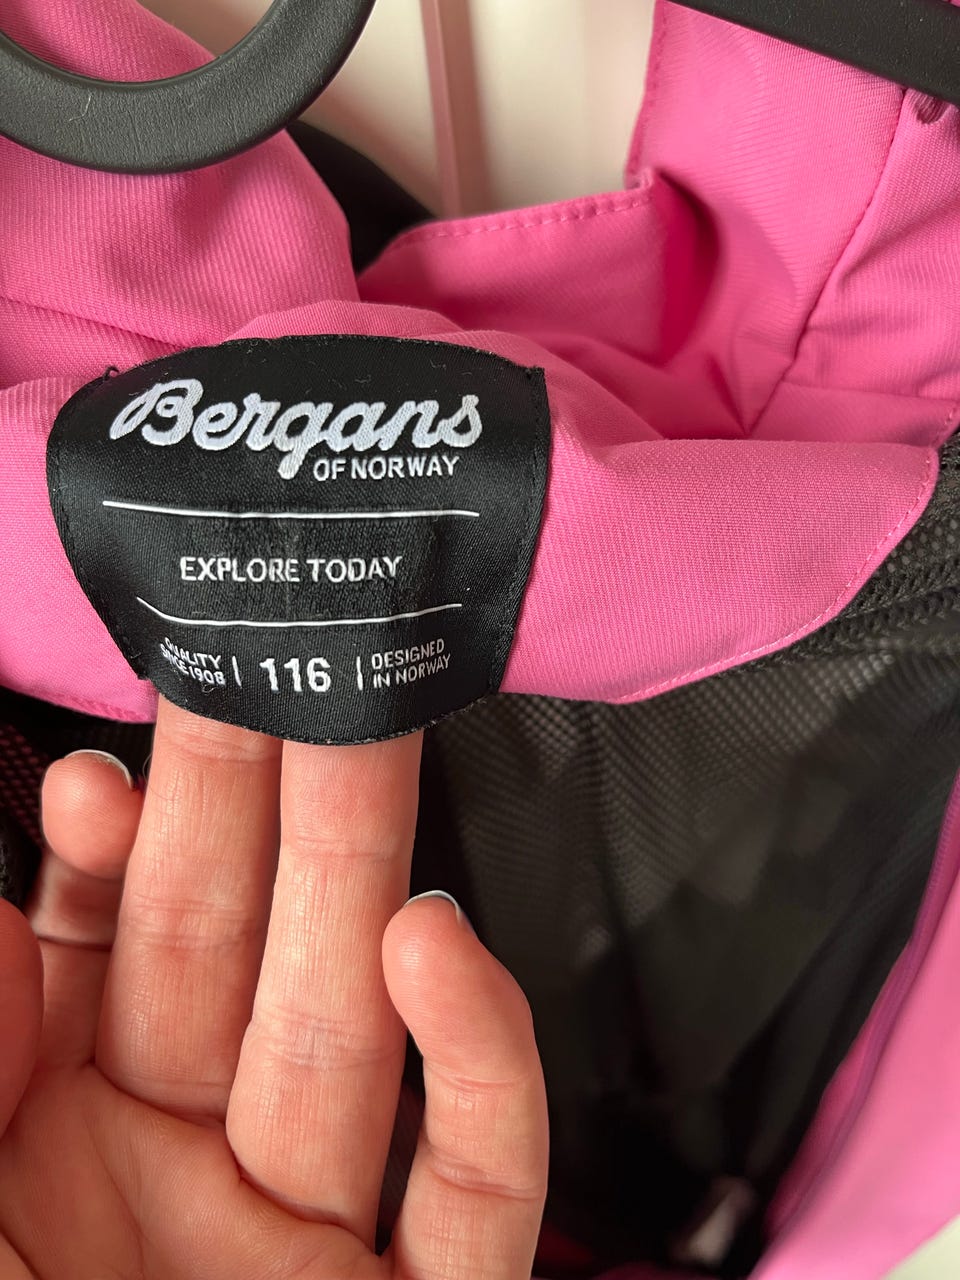 Bergans
OF NORWAY
EXPLORE TODAY
QUALITY
SINCE 1908
116
DESIGNED
IN NORWAY